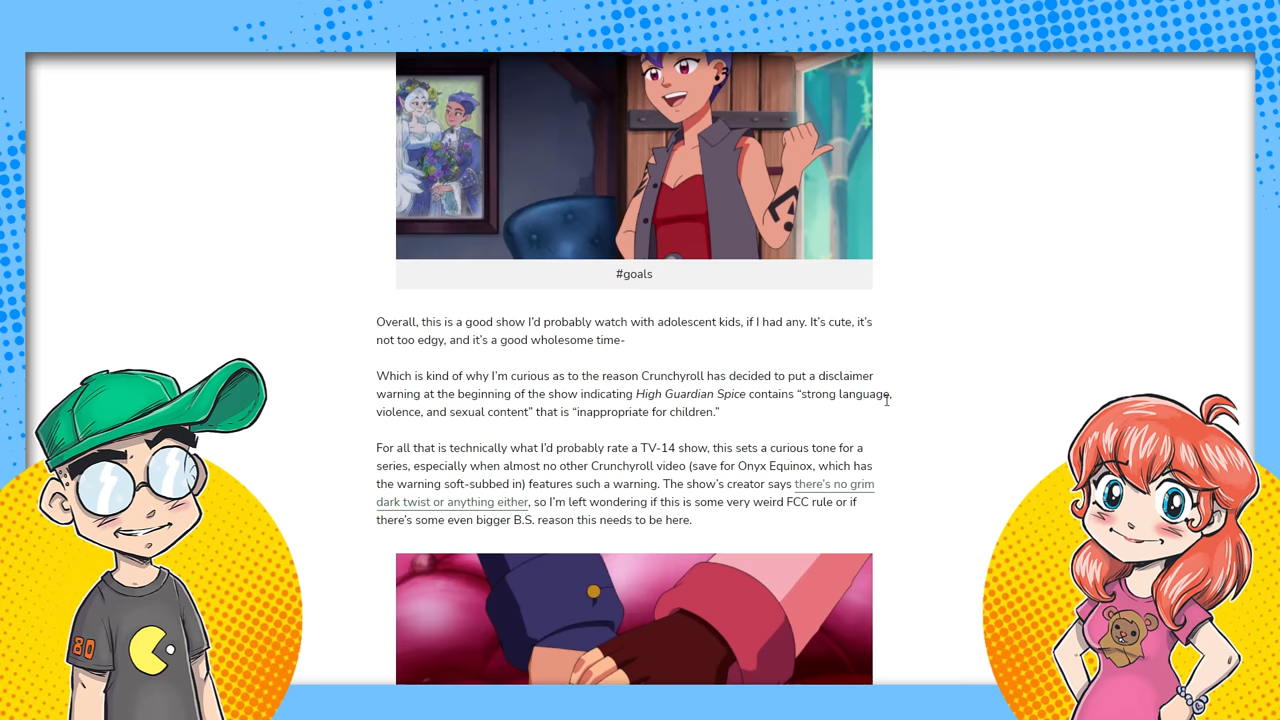 #goals
Overall, this is a good show I’d probably watch with adolescent kids, if I had any. It’s cute, it’s
not too edgy, and it’s a good wholesome time-
Which is kind of why I’m curious as to the reason Crunchyroll has decided to put a disclaimer
warning at the beginning of the show indicating High Guardian Spice contains “strong language,
violence, and sexual content” that is “inappropriate for children.”
For all that is technically what I’d probably rate a TV-14 show, this sets a curious tone for a
series, especially when almost no other Crunchyroll video (save for Onyx Equinox, which has
the warning soft-subbed in) features such a warning. The show’s creator says there’s no grim
dark twist or anything either, so I’m left wondering if this is some very weird FCC rule or if
there’s some even bigger B.S. reason this needs to be here.
80